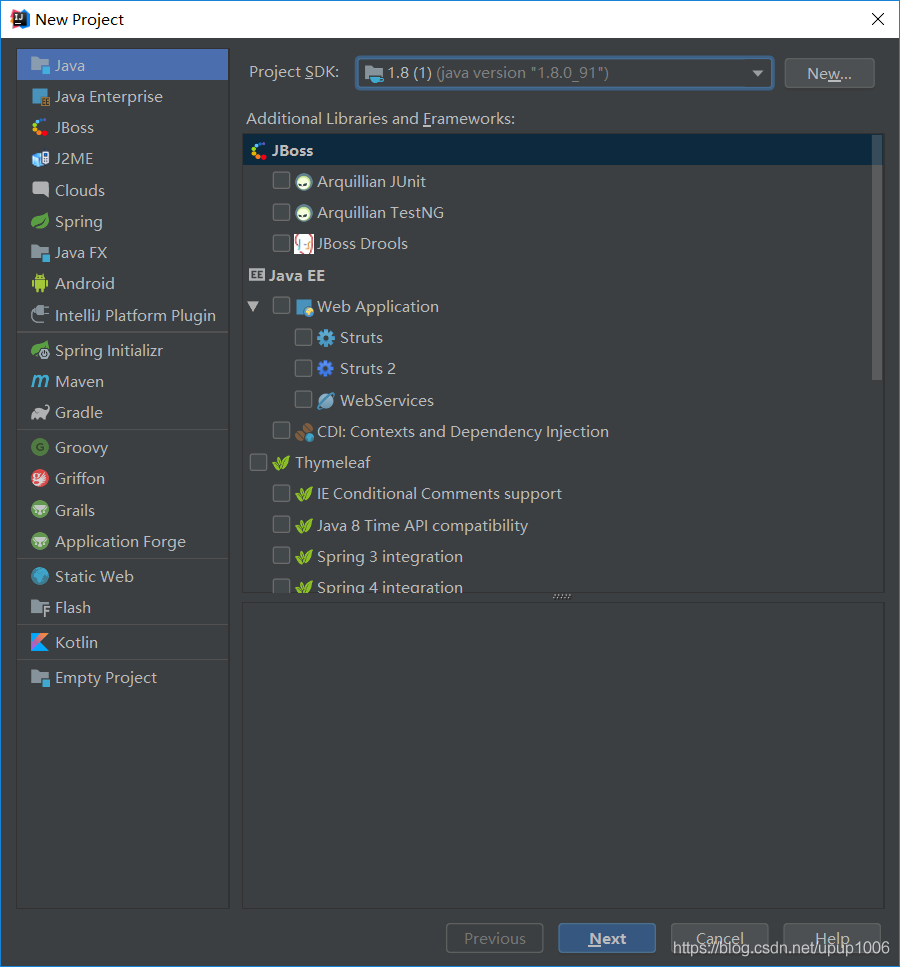 New Project
Java
Java Enterprise
JBoss
J2ME
Clouds
Spring
Java FX
Android
IntelliJ Platform Plugin
Spring Initializr
Maven
Gradle
Groovy
Griffon
Grails
Application Forge
Static Web
Flash
Kotlin
Empty Project
Project SDK: 1.8 (1) (java version "1.8.0_91") New...
Additional Libraries and Frameworks:
JBoss
Arquillian JUnit
Arquillian TestNG
JBoss Drools
Java EE
Web Application
Struts
Struts 2
WebServices
CDI: Contexts and Dependency Injection
Thymeleaf
IE Conditional Comments support
Java 8 Time API compatibility
Spring 3 integration
Spring 4 integration
Previous Next Cancel Help
https://blog.csdn.net/upup1006